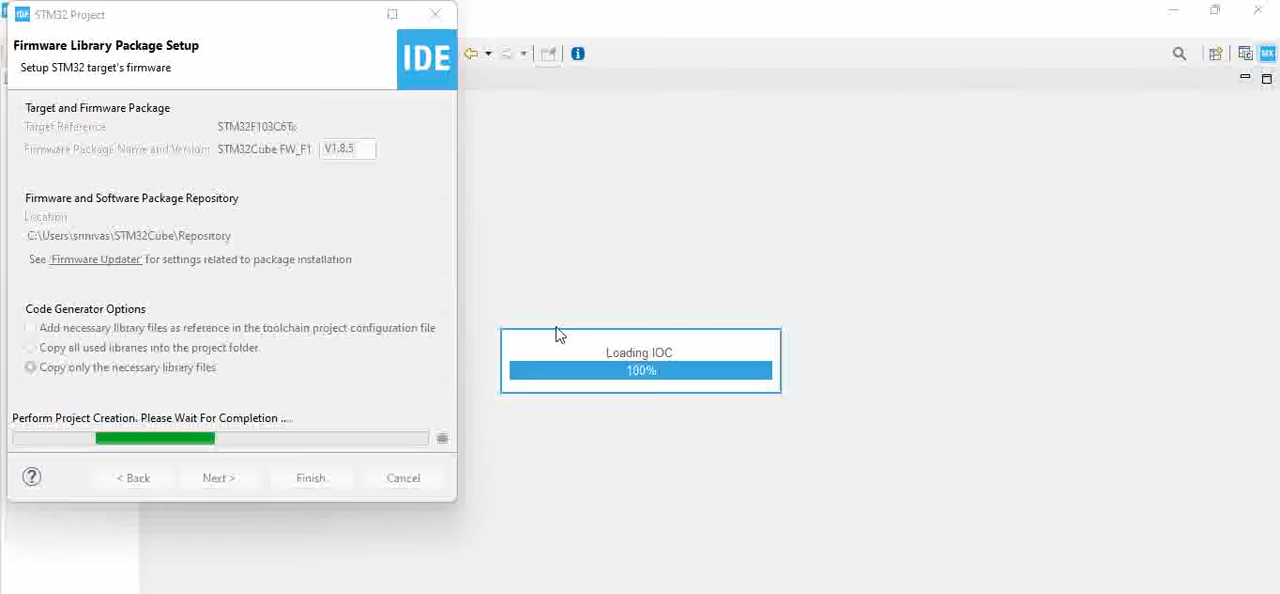 IDE STM32 Project
Firmware Library Package Setup
Setup STM32 target's firmware
IDE
Target and Firmware Package
Target Reference STM32F103C6Tx
Firmware Package Name and Version: STM32Cube FW_F1 V1.8.5
Firmware and Software Package Repository
Location
C:\Users\srinivas\STM32Cube\Repository
See 'Firmware Updater' for settings related to package installation
Code Generator Options
Add necessary library files as reference in the toolchain project configuration file
Copy all used libraries into the project folder
Copy only the necessary library files
Perform Project Creation. Please Wait For Completion ....
?
< Back Next > Finish Cancel
i
MX
Loading IOC
100%